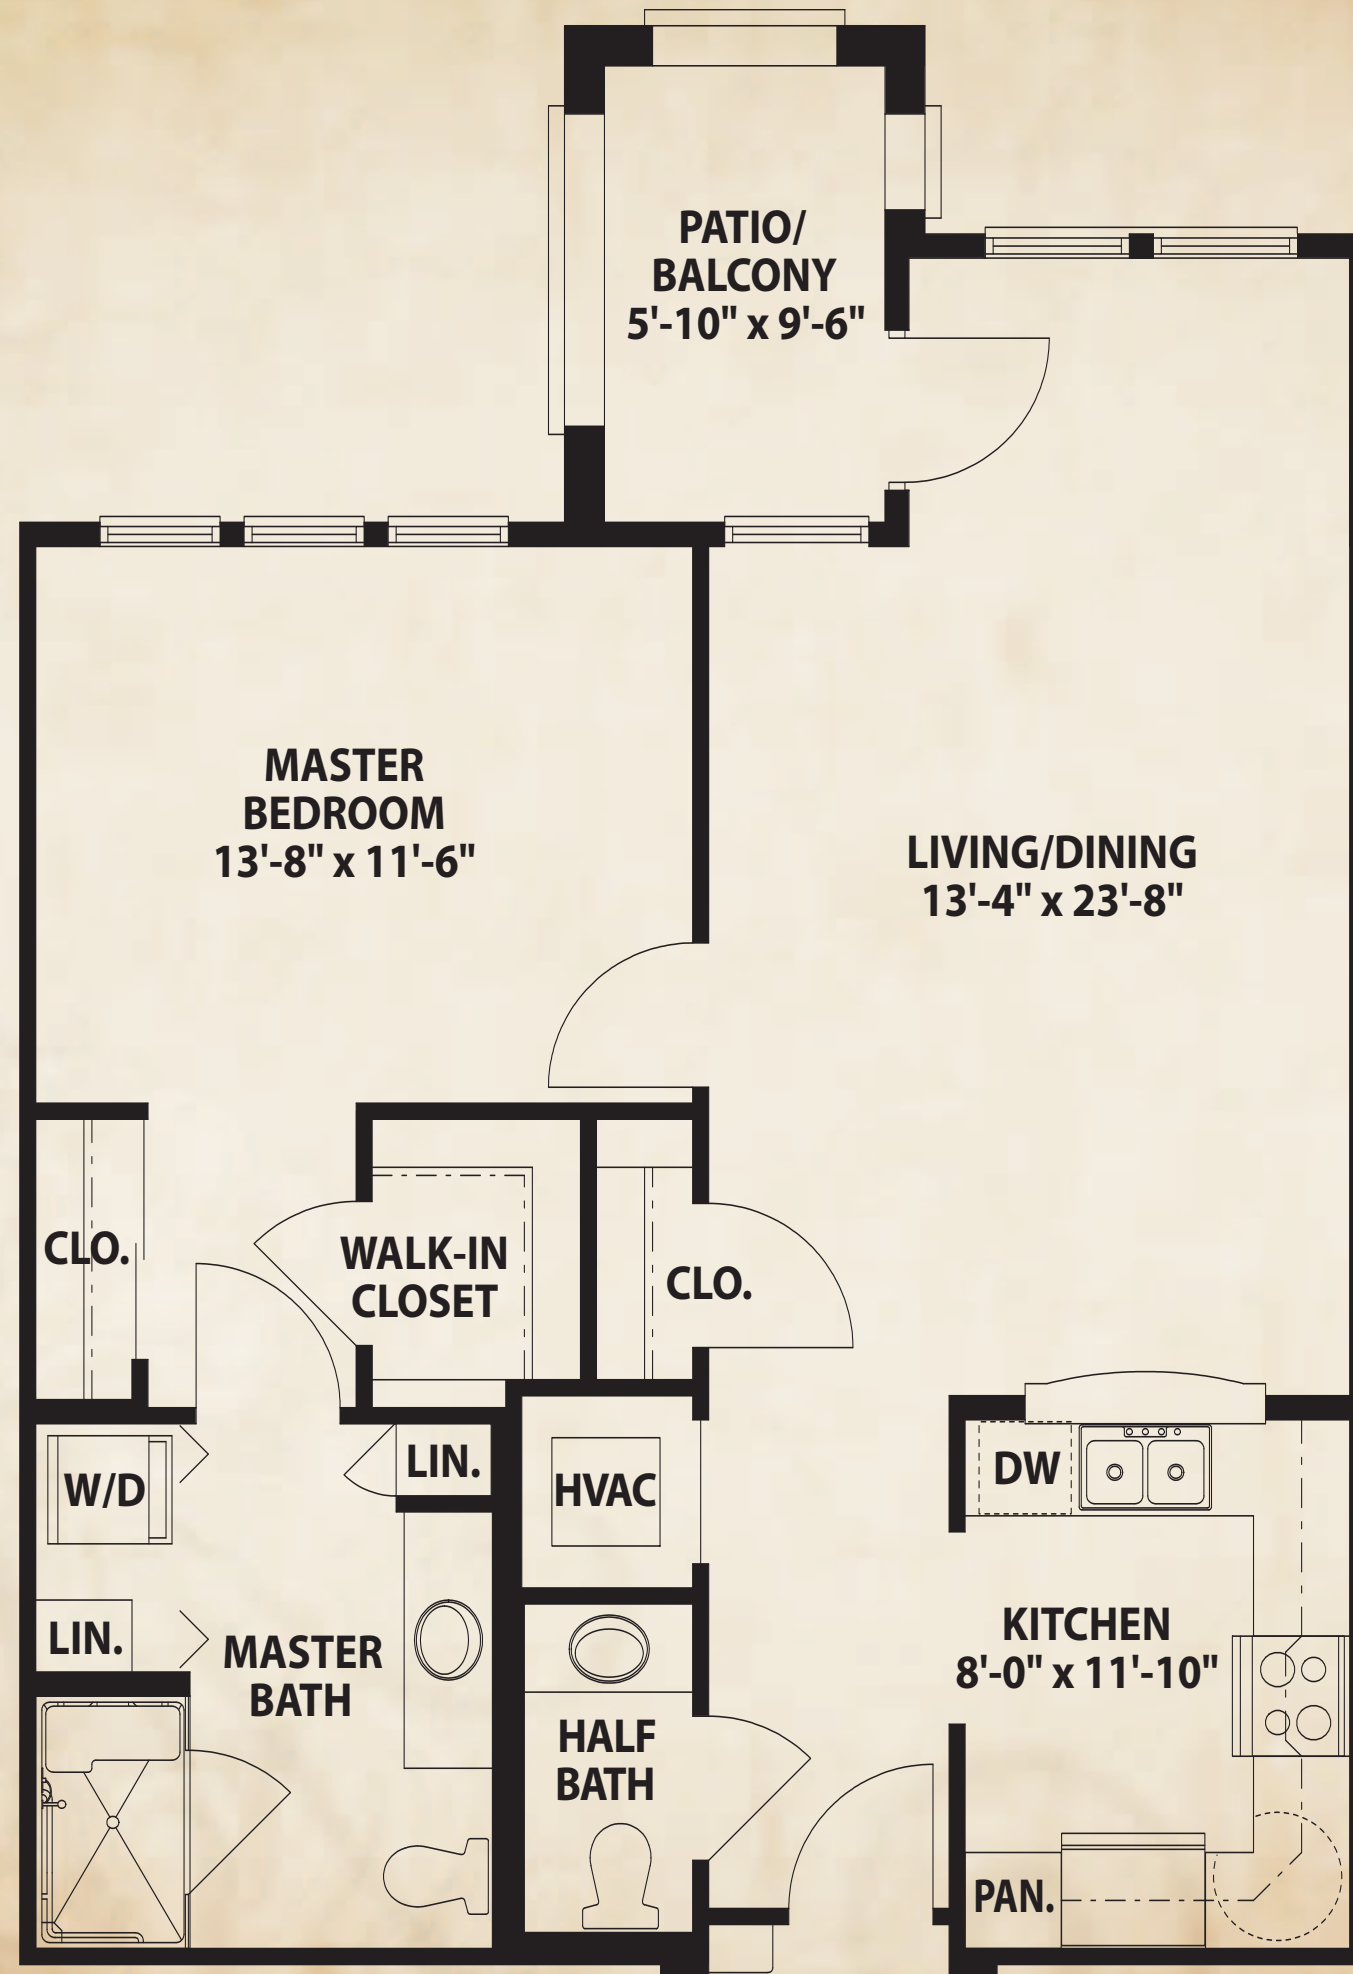 PATIO/
BALCONY
5'-10" x 9'-6"
MASTER
BEDROOM
13'-8" x 11'-6"
LIVING/DINING
13'-4" x 23'-8"
CLO.
WALK-IN
CLOSET
CLO.
W/D
LIN.
HVAC
DW
LIN.
MASTER
BATH
KITCHEN
8'-0" x 11'-10"
HALF
BATH
PAN.